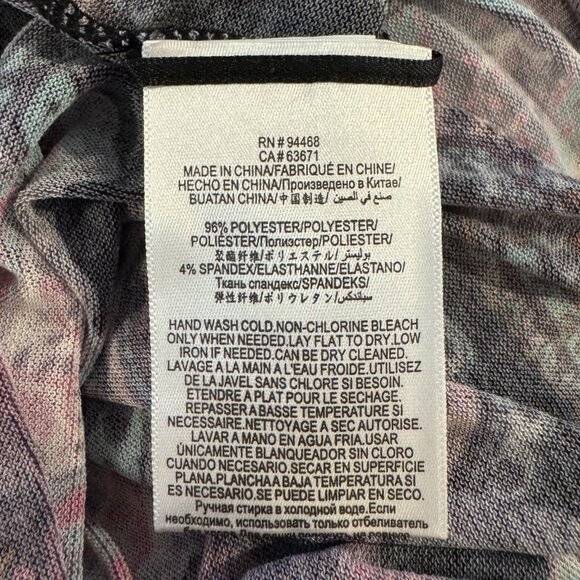 RN# 94468
CA# 63671
MADE IN CHINA/FABRIQUÉ EN CHINE/
HECHO EN CHINA/Произведено в Китае/
BUATAN CHINA/中国制造/صنع في الصين
96% POLYESTER/POLYESTER/
POLIÉSTER/Полиэстер/POLIESTER/
聚酯纤维/ポリエステル/بوليستر
4% SPANDEX/ELASTHANNE/ELASTANO/
Ткань спандекс/SPANDEKS/
弹性纤维/ポリウレタン/سباندكس
HAND WASH COLD.NON-CHLORINE BLEACH
ONLY WHEN NEEDED.LAY FLAT TO DRY.LOW
IRON IF NEEDED.CAN BE DRY CLEANED.
LAVAGE A LA MAIN A L'EAU FROIDE.UTILISEZ
DE LA JAVEL SANS CHLORE SI BESOIN.
ETENDRE A PLAT POUR LE SECHAGE.
REPASSER A BASSE TEMPERATURE SI
NECESSAIRE.NETTOYAGE A SEC AUTORISE.
LAVAR A MANO EN AGUA FRIA.USAR
ÚNICAMENTE BLANQUEADOR SIN CLORO
CUANDO NECESARIO.SECAR EN SUPERFICIE
PLANA.PLANCHA A BAJA TEMPERATURA SI
ES NECESARIO.SE PUEDE LIMPIAR EN SECO.
Ручная стирка в холодной воде.Если
необходимо, использовать только отбеливатель